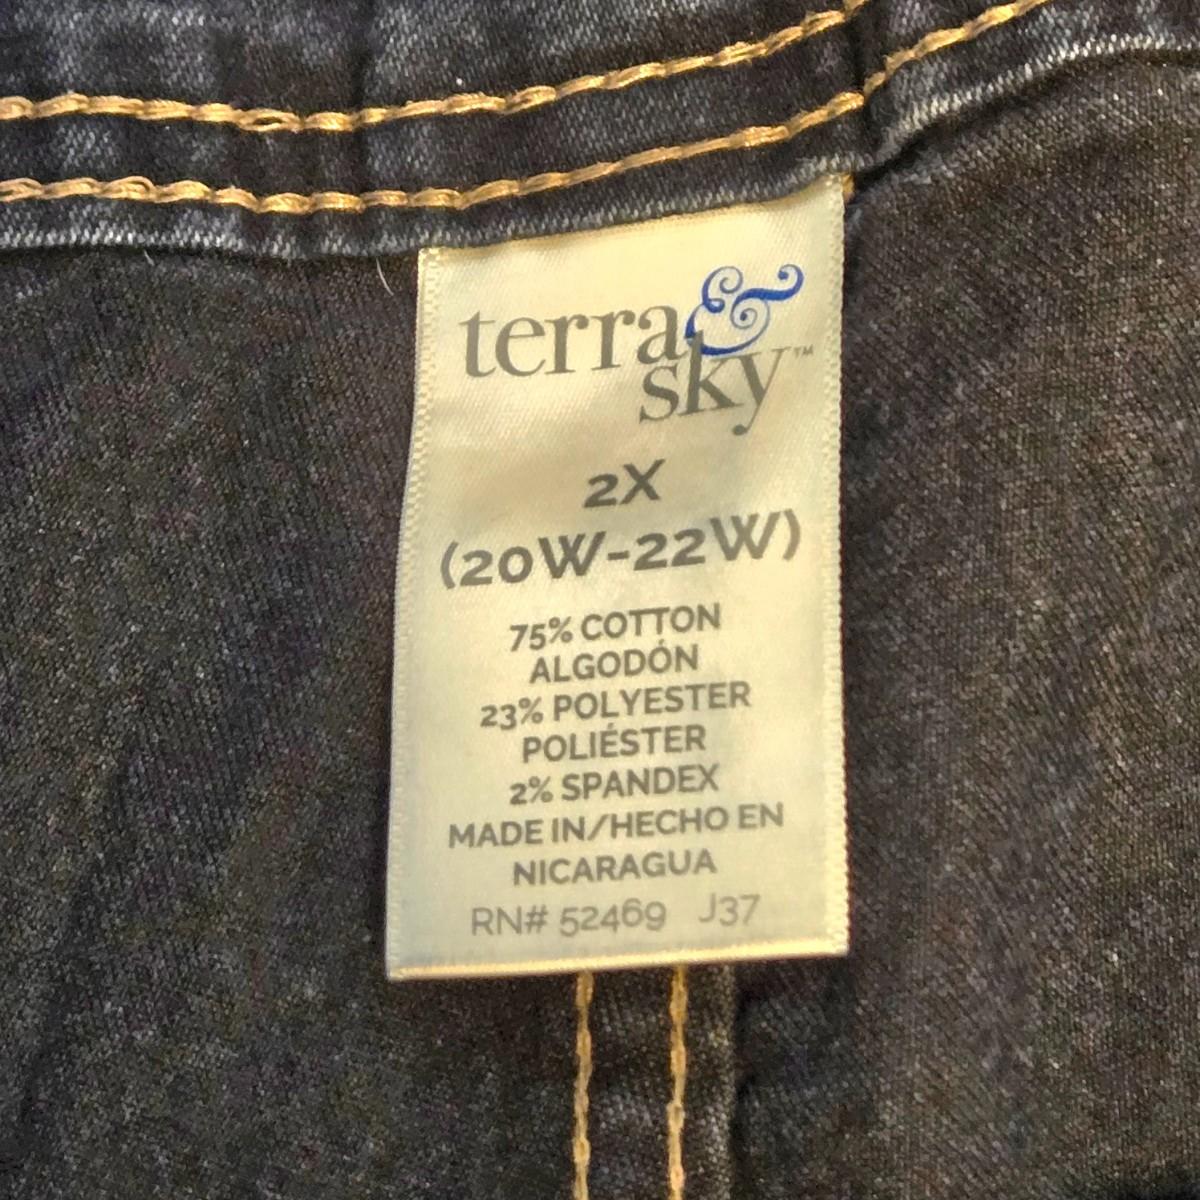 terra &
sky™
2X
(20W-22W)
75% COTTON
ALGODÓN
23% POLYESTER
POLIÉSTER
2% SPANDEX
MADE IN/HECHO EN
NICARAGUA
RN# 52469 J37